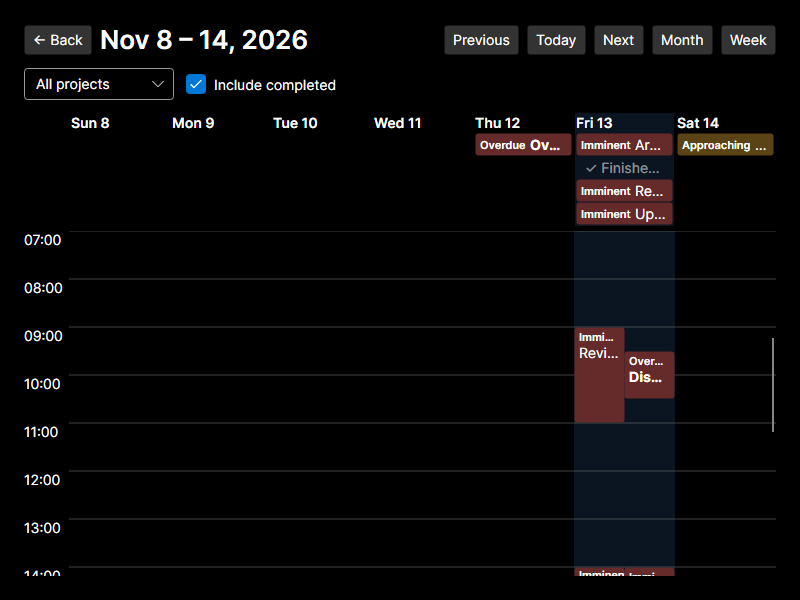 ← Back Nov 8 – 14, 2026 Previous Today Next Month Week
All projects Include completed
Sun 8 Mon 9 Tue 10 Wed 11 Thu 12 Fri 13 Sat 14
Overdue Ov... Imminent Ar... Approaching ...
✓ Finishe...
Imminent Re...
Imminent Up...
07:00
08:00
09:00
Immi...
Revi...
Over...
Dis...
10:00
11:00
12:00
13:00
14:00
Imminen Immi